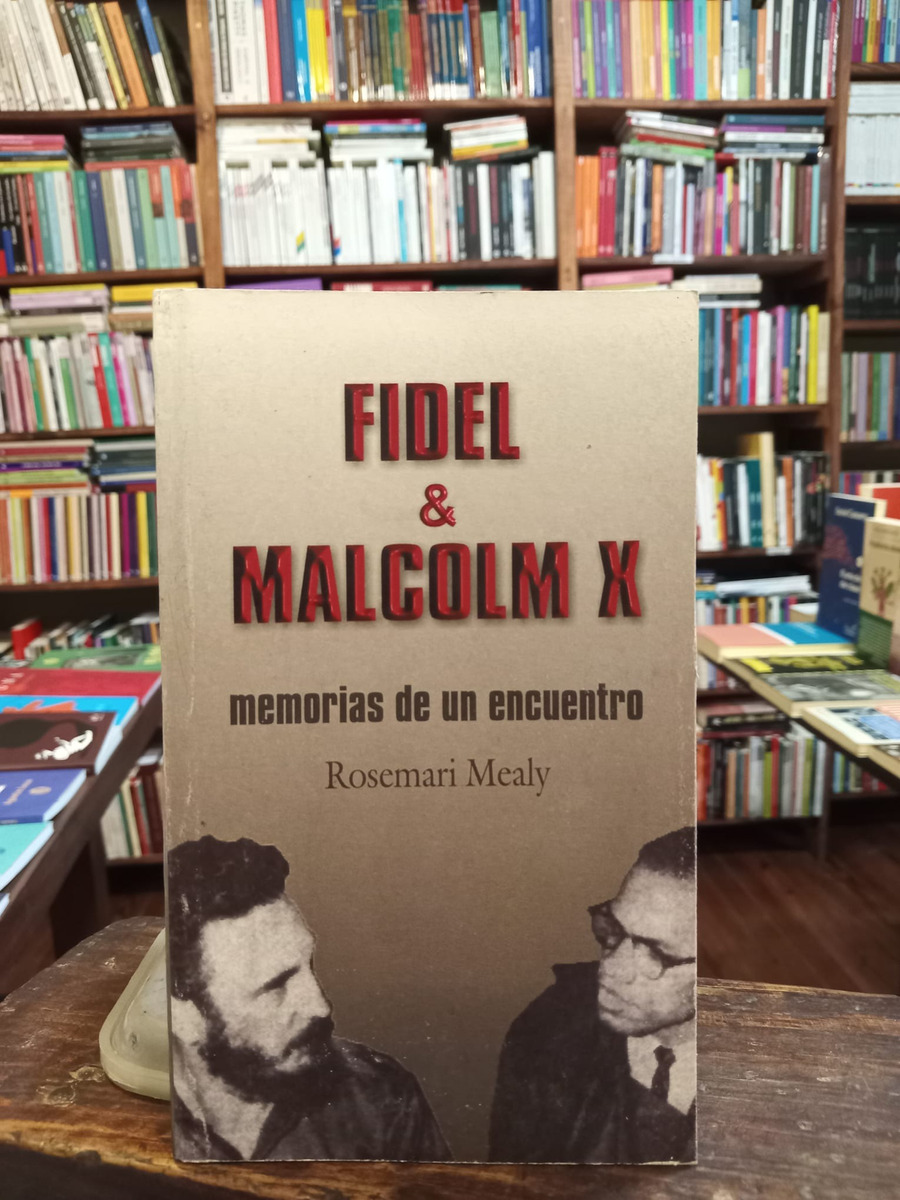 FIDEL
&
MALCOLM X
memorias de un encuentro
Rosemari Mealy